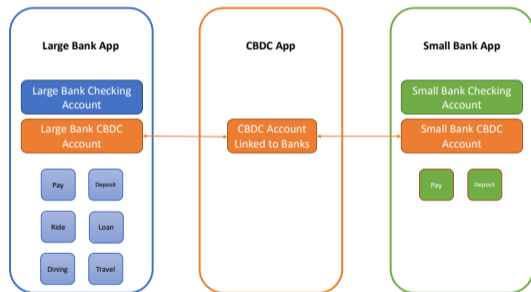 Large Bank App
Large Bank Checking
Account
Large Bank CBDC
Account
Pay
Deposit
Ride
Loan
Dining
Travel
CBDC App
CBDC Account
Linked to Banks
Small Bank App
Small Bank Checking
Account
Small Bank CBDC
Account
Pay
Deposit